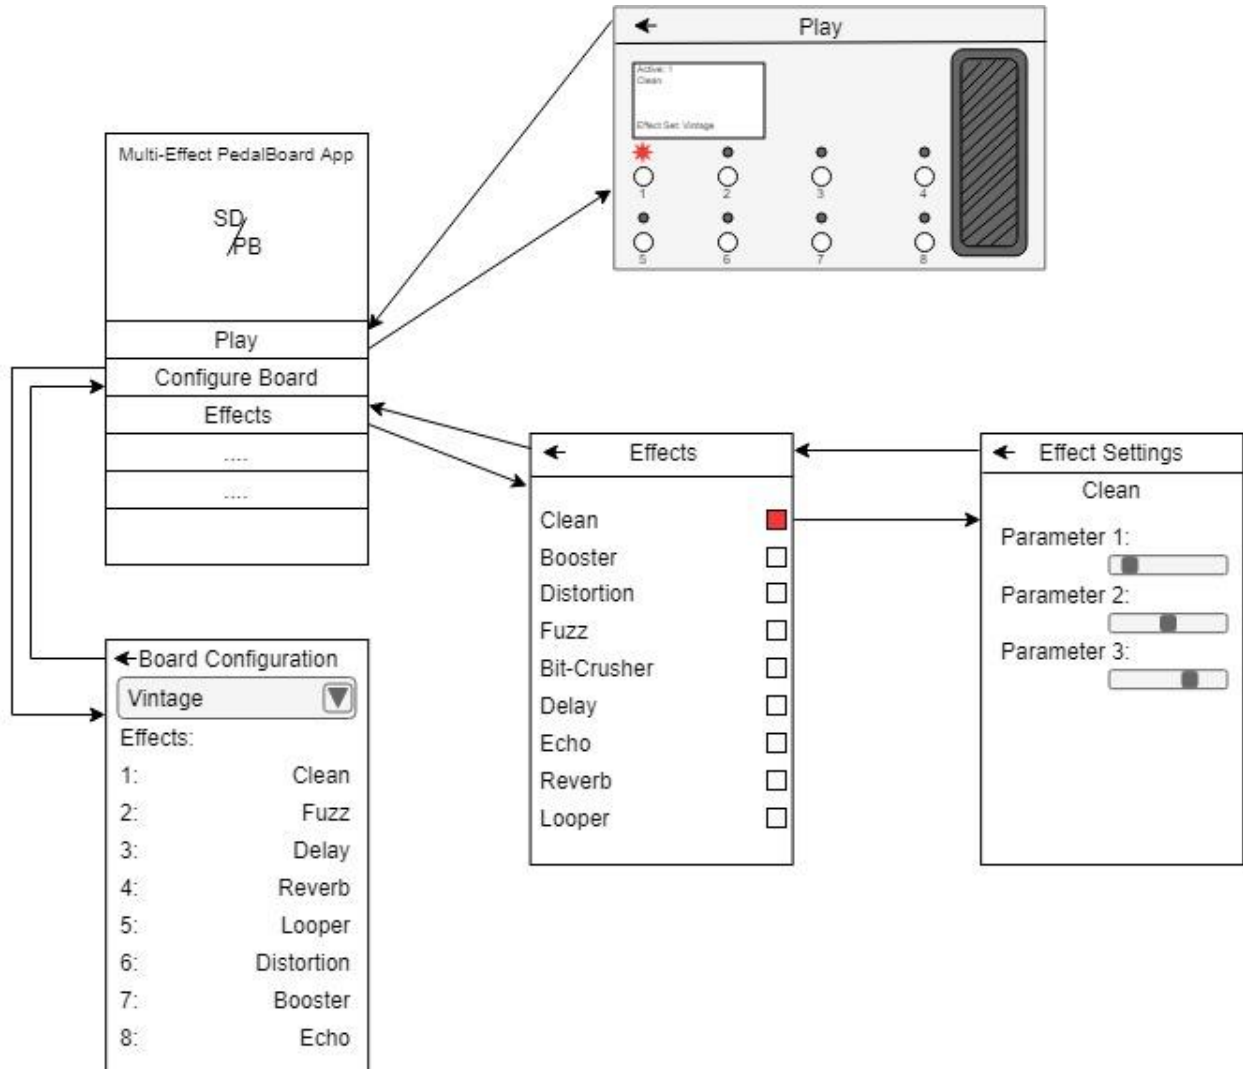 Play
Active: 1
Clean
Effect Set: Vintage
1 2 3 4
5 6 7 8
Multi-Effect PedalBoard App
SD
PB
Play
Configure Board
Effects
....
....
Board Configuration
Vintage
Effects:
1: Clean
2: Fuzz
3: Delay
4: Reverb
5: Looper
6: Distortion
7: Booster
8: Echo
Effects
Clean
Booster
Distortion
Fuzz
Bit-Crusher
Delay
Echo
Reverb
Looper
Effect Settings
Clean
Parameter 1:
Parameter 2:
Parameter 3: